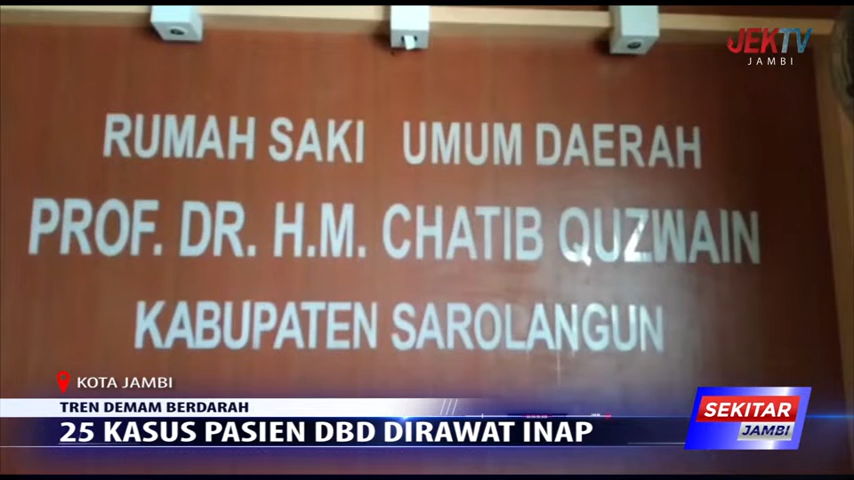 JEKTV
JAMBI
RUMAH SAKI UMUM DAERAH
PROF. DR. H.M. CHATIB QUZWAIN
KABUPATEN SAROLANGUN
KOTA JAMBI
TREN DEMAM BERDARAH
25 KASUS PASIEN DBD DIRAWAT INAP
SEKITAR
JAMBI